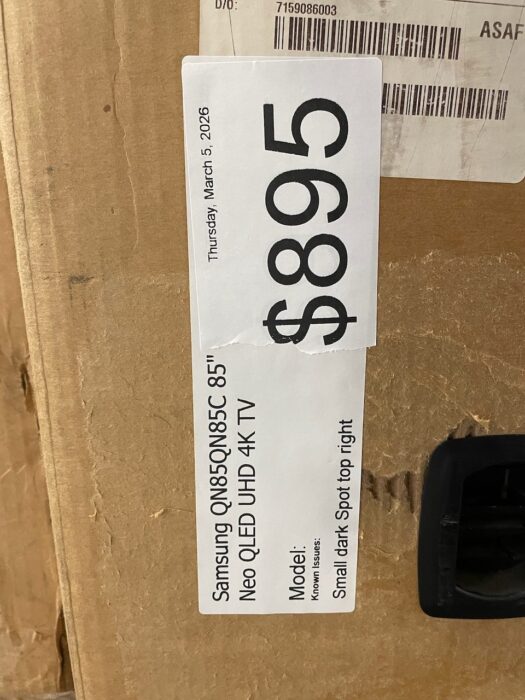 D/O: 7159086003
ASAF
Thursday, March 5, 2026
$895
Samsung QN85QN85C 85"
Neo QLED UHD 4K TV
Model:
Known Issues:
Small dark Spot top right